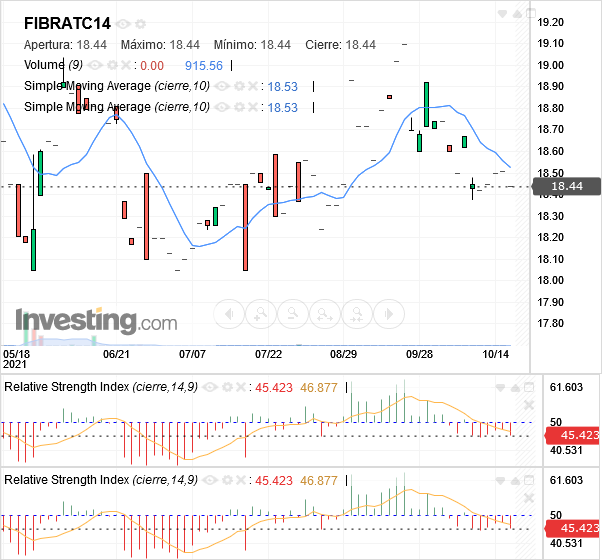 FIBRATC14
Apertura: 18.44 Máximo: 18.44 Mínimo: 18.44 Cierre: 18.44
Volume (9) : 0.00 915.56
Simple Moving Average (cierre,10) : 18.53
Simple Moving Average (cierre,10) : 18.53
19.20
19.10
19.00
18.90
18.80
18.70
18.60
18.50
18.44
18.40
18.30
18.20
18.10
18.00
17.90
17.80
Investing.com
05/18 06/21 07/07 07/22 08/29 09/28 10/14
2021
Relative Strength Index (cierre,14,9) : 45.423 46.877
61.603
50
45.423
40.531
Relative Strength Index (cierre,14,9) : 45.423 46.877
61.603
50
45.423
40.531